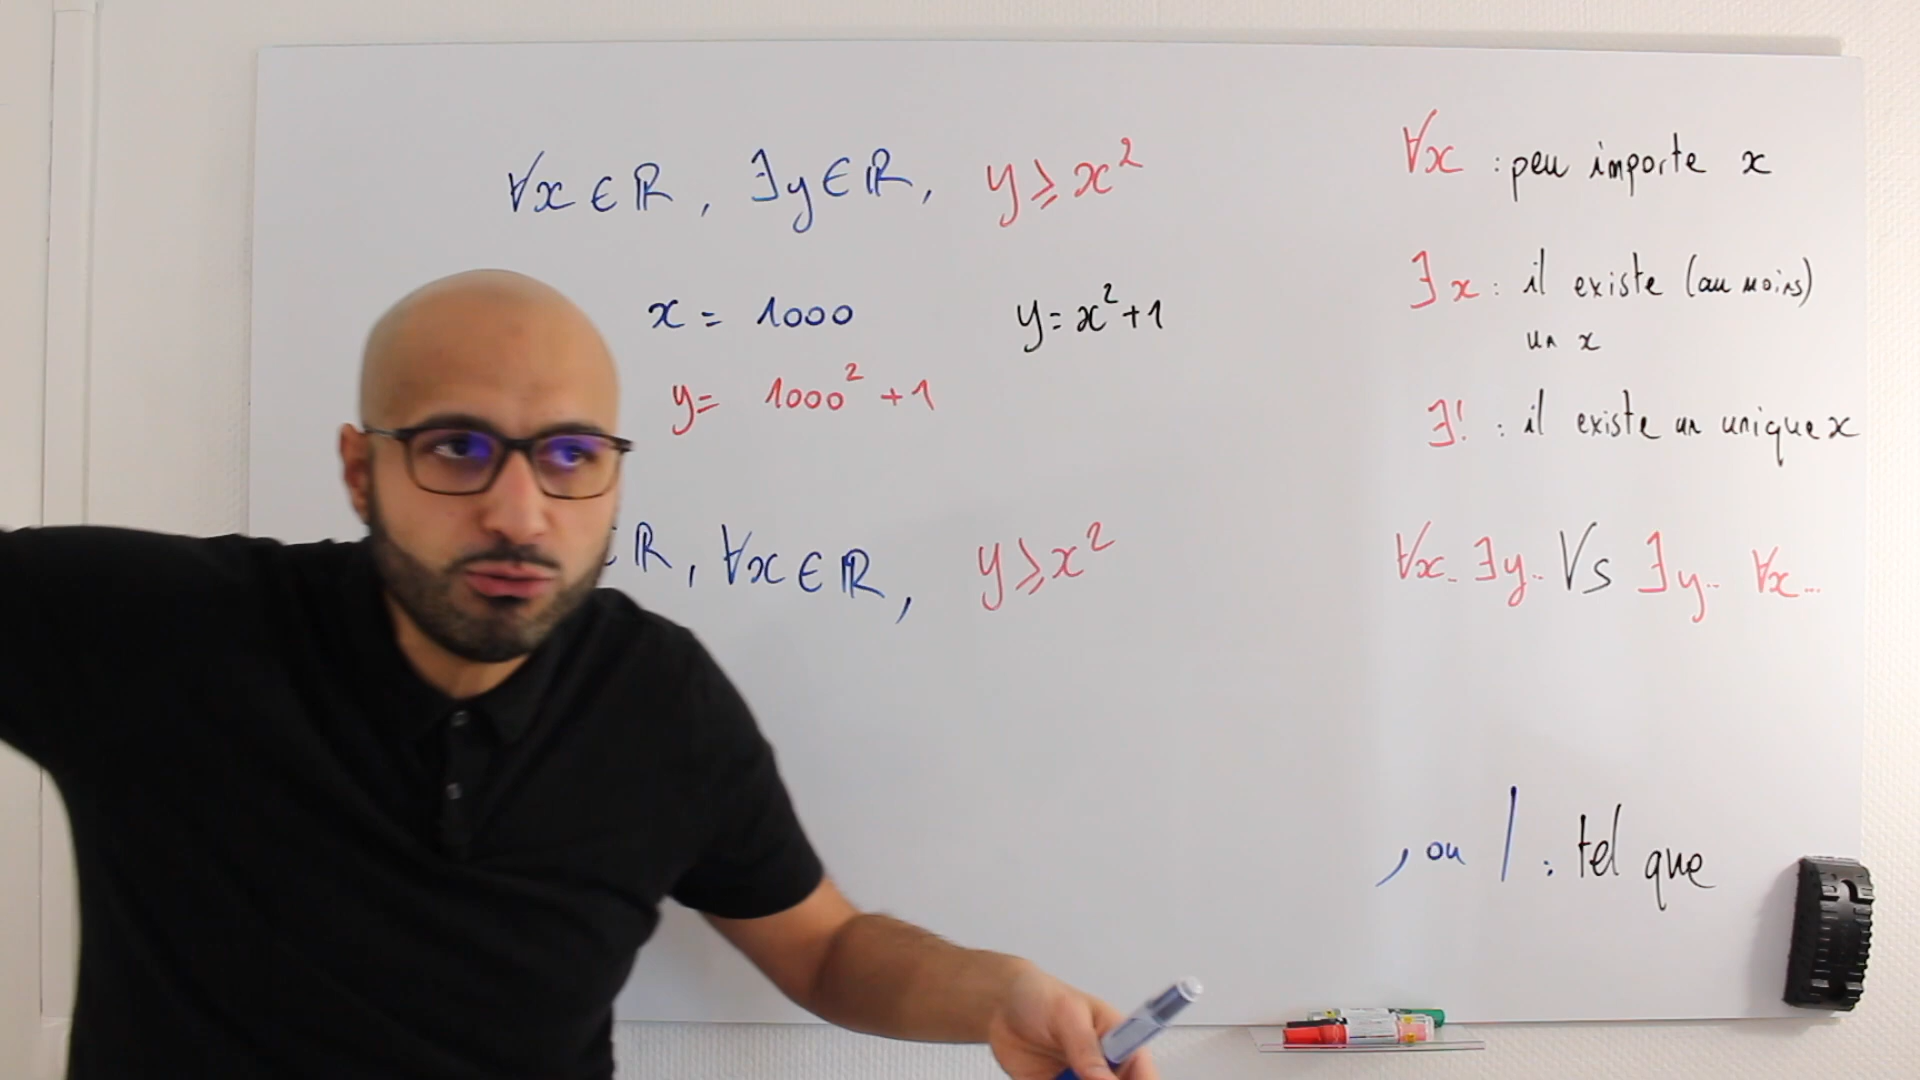 ∀x ∈ ℝ, ∃y ∈ ℝ, y ⩾ x²
x = 1000
y = x² + 1
y = 1000² + 1
ℝ, ∀x ∈ ℝ, y ⩾ x²
∀x : peu importe x
∃x : il existe (au moins)
un x
∃! : il existe un unique x
∀x.. ∃y.. Vs ∃y.. ∀x...
, ou / : tel que